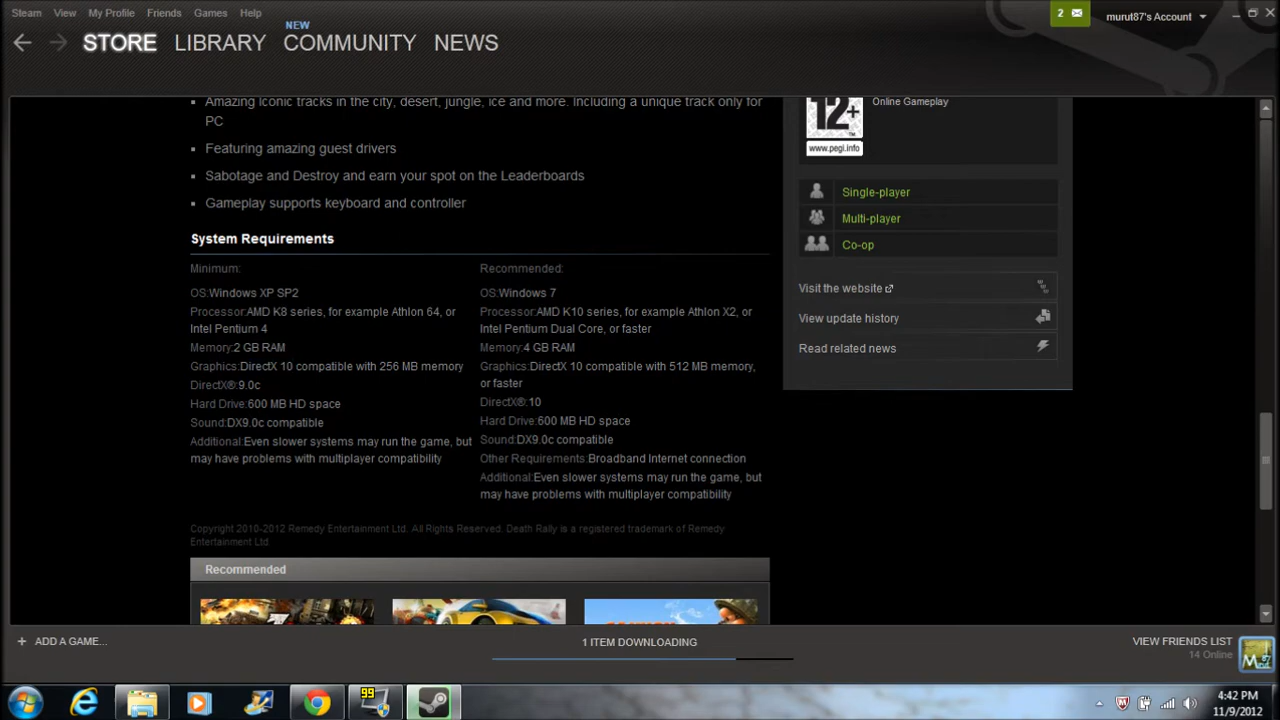 Steam View My Profile Friends Games Help
2
murut87's Account
STORE LIBRARY NEW COMMUNITY NEWS
Amazing Iconic tracks in the city, desert, jungle, ice and more. Including a unique track only for
PC
Featuring amazing guest drivers
Sabotage and Destroy and earn your spot on the Leaderboards
Gameplay supports keyboard and controller
System Requirements
Minimum:
OS:Windows XP SP2
Processor:AMD K8 series, for example Athlon 64, or
Intel Pentium 4
Memory:2 GB RAM
Graphics:DirectX 10 compatible with 256 MB memory
DirectX®:9.0c
Hard Drive:600 MB HD space
Sound:DX9.0c compatible
Additional:Even slower systems may run the game, but
may have problems with multiplayer compatibility
Recommended:
OS:Windows 7
Processor:AMD K10 series, for example Athlon X2, or
Intel Pentium Dual Core, or faster
Memory:4 GB RAM
Graphics:DirectX 10 compatible with 512 MB memory,
or faster
DirectX®:10
Hard Drive:600 MB HD space
Sound:DX9.0c compatible
Other Requirements:Broadband Internet connection
Additional:Even slower systems may run the game, but
may have problems with multiplayer compatibility
Copyright 2010-2012 Remedy Entertainment Ltd. All Rights Reserved. Death Rally is a registered trademark of Remedy
Entertainment Ltd
Recommended
12+
www.pegi.info
Online Gameplay
Single-player
Multi-player
Co-op
Visit the website
View update history
Read related news
+ ADD A GAME...
1 ITEM DOWNLOADING
VIEW FRIENDS LIST
14 Online
99
4:42 PM
11/9/2012